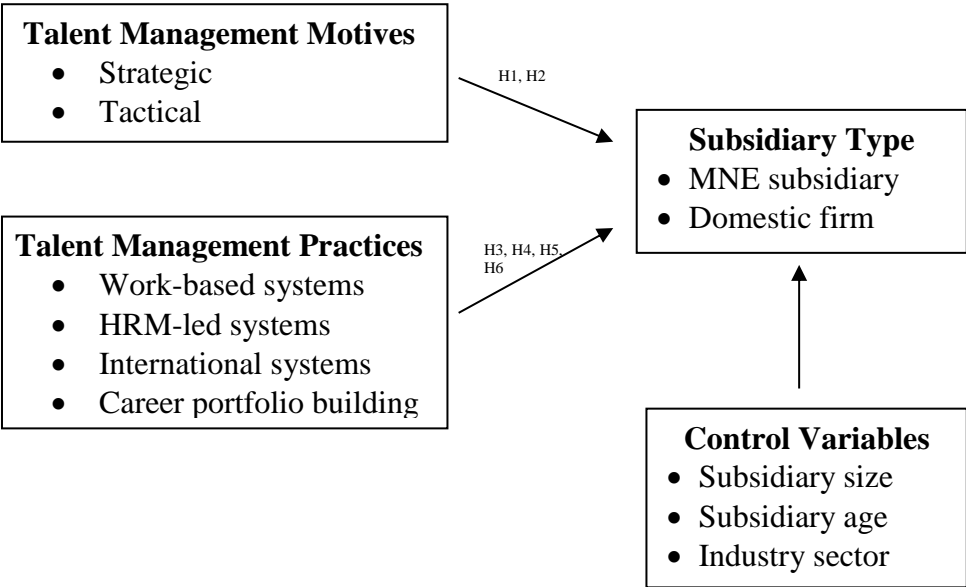 Talent Management Motives
• Strategic
• Tactical
H1, H2
Subsidiary Type
• MNE subsidiary
• Domestic firm
Talent Management Practices
• Work-based systems
• HRM-led systems
• International systems
• Career portfolio building
H3, H4, H5,
H6
Control Variables
• Subsidiary size
• Subsidiary age
• Industry sector